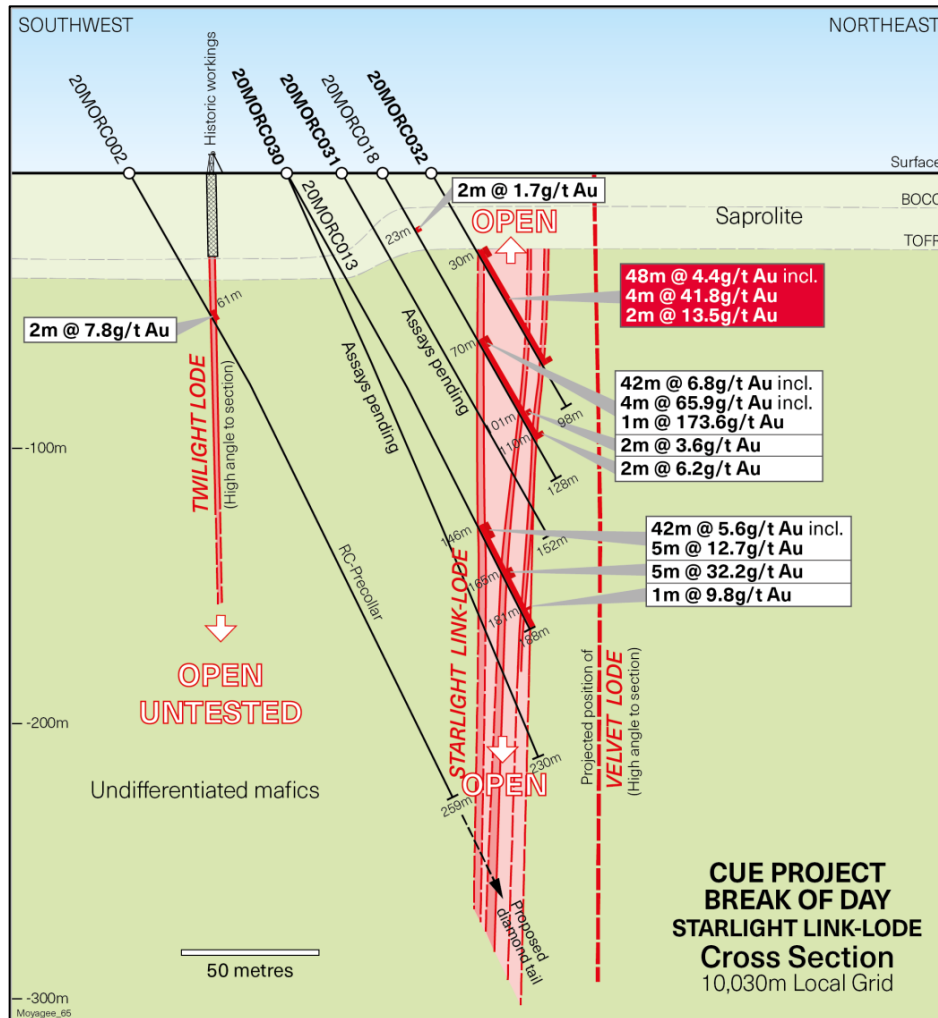 SOUTHWEST
NORTHEAST
20MORC002
Historic workings
20MORC030
20MORC013
20MORC031
20MORC018
20MORC032
Surface
BOCO
TOFR
Saprolite
2m @ 1.7g/t Au
23m
OPEN
30m
48m @ 4.4g/t Au incl.
4m @ 41.8g/t Au
2m @ 13.5g/t Au
61m
2m @ 7.8g/t Au
70m
42m @ 6.8g/t Au incl.
4m @ 65.9g/t Au incl.
1m @ 173.6g/t Au
2m @ 3.6g/t Au
2m @ 6.2g/t Au
Assays pending
Assays pending
101m
110m
98m
128m
152m
-100m
TWILIGHT LODE
(High angle to section)
RC-Precollar
146m
165m
181m
188m
42m @ 5.6g/t Au incl.
5m @ 12.7g/t Au
5m @ 32.2g/t Au
1m @ 9.8g/t Au
STARLIGHT LINK-LODE
Projected position of
VELVET LODE
(High angle to section)
OPEN
UNTESTED
-200m
230m
OPEN
259m
Undifferentiated mafics
Proposed
diamond tail
50 metres
CUE PROJECT
BREAK OF DAY
STARLIGHT LINK-LODE
Cross Section
10,030m Local Grid
-300m
Moyagee_65